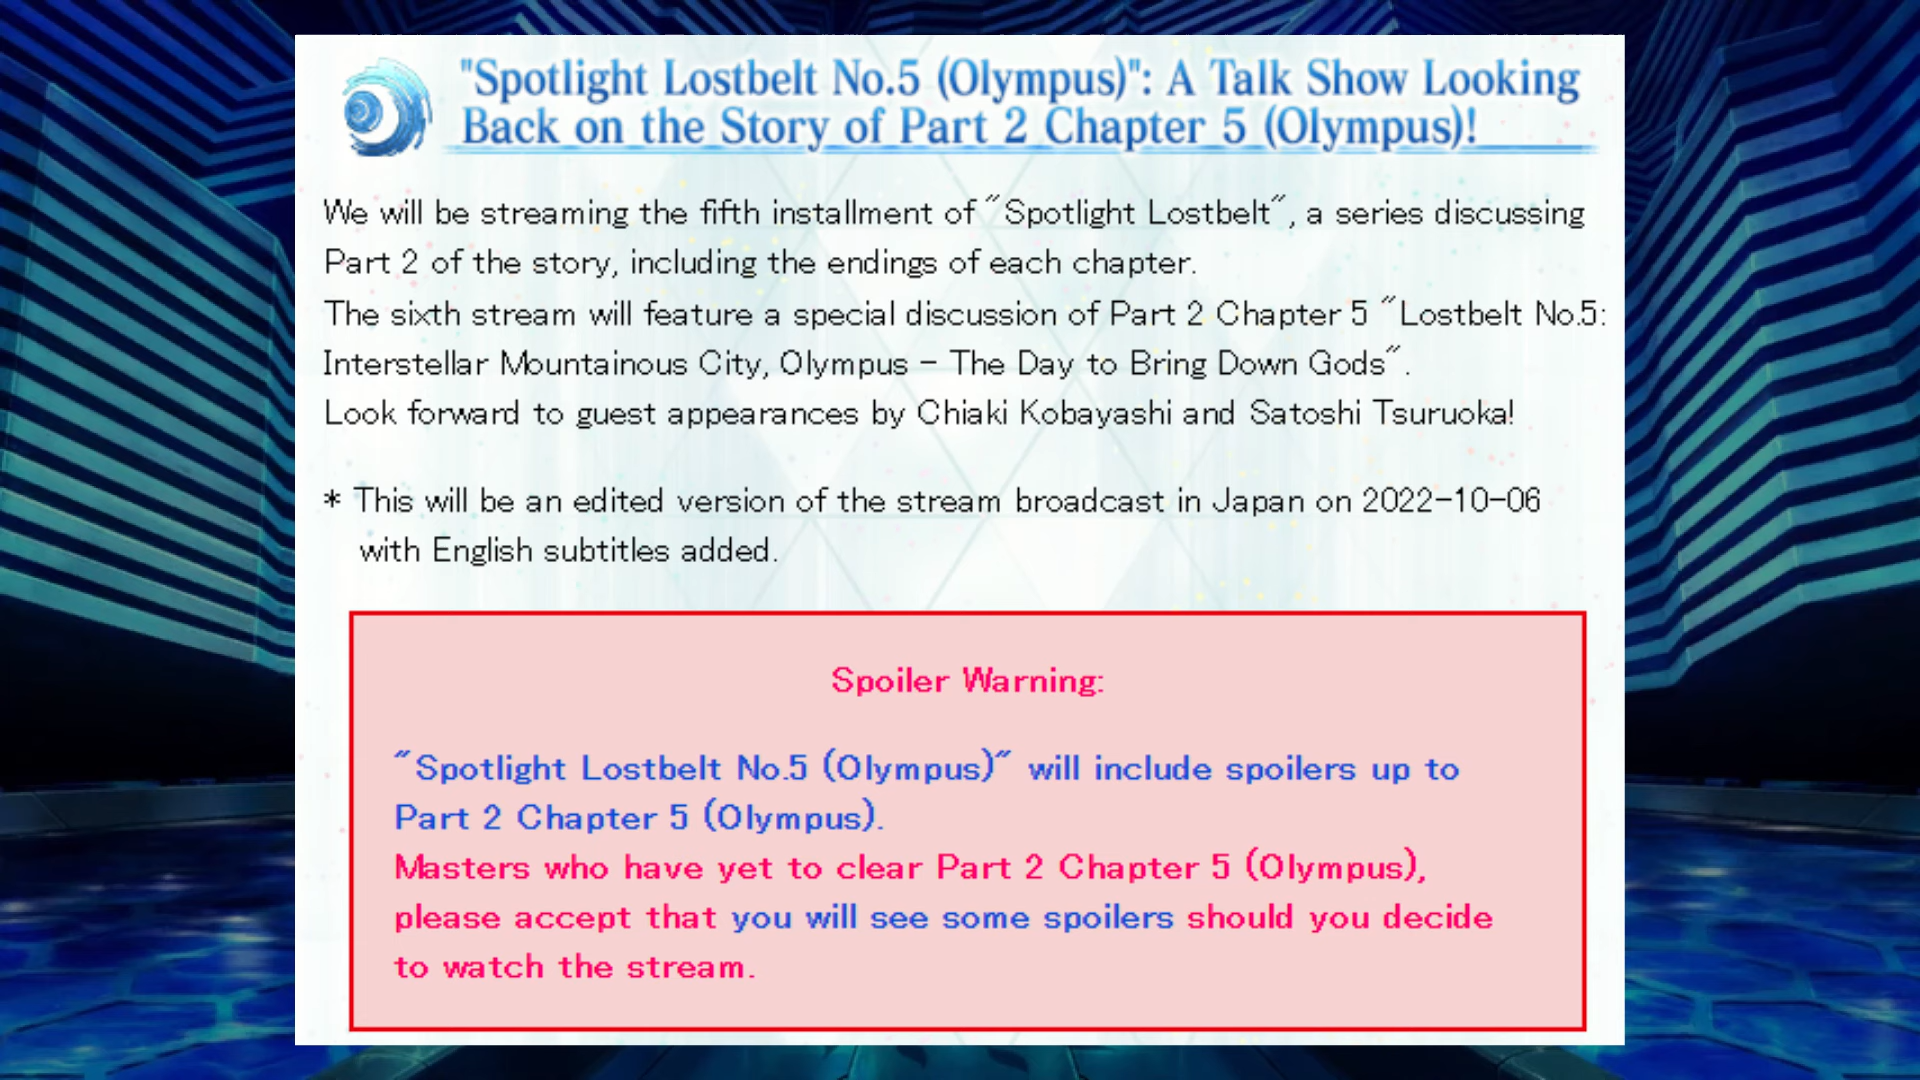 "Spotlight Lostbelt No.5 (Olympus)": A Talk Show Looking
Back on the Story of Part 2 Chapter 5 (Olympus)!
We will be streaming the fifth installment of "Spotlight Lostbelt", a series discussing
Part 2 of the story, including the endings of each chapter.
The sixth stream will feature a special discussion of Part 2 Chapter 5 "Lostbelt No.5:
Interstellar Mountainous City, Olympus - The Day to Bring Down Gods".
Look forward to guest appearances by Chiaki Kobayashi and Satoshi Tsuruoka!
* This will be an edited version of the stream broadcast in Japan on 2022-10-06
with English subtitles added.
Spoiler Warning:
"Spotlight Lostbelt No.5 (Olympus)" will include spoilers up to
Part 2 Chapter 5 (Olympus).
Masters who have yet to clear Part 2 Chapter 5 (Olympus),
please accept that you will see some spoilers should you decide
to watch the stream.